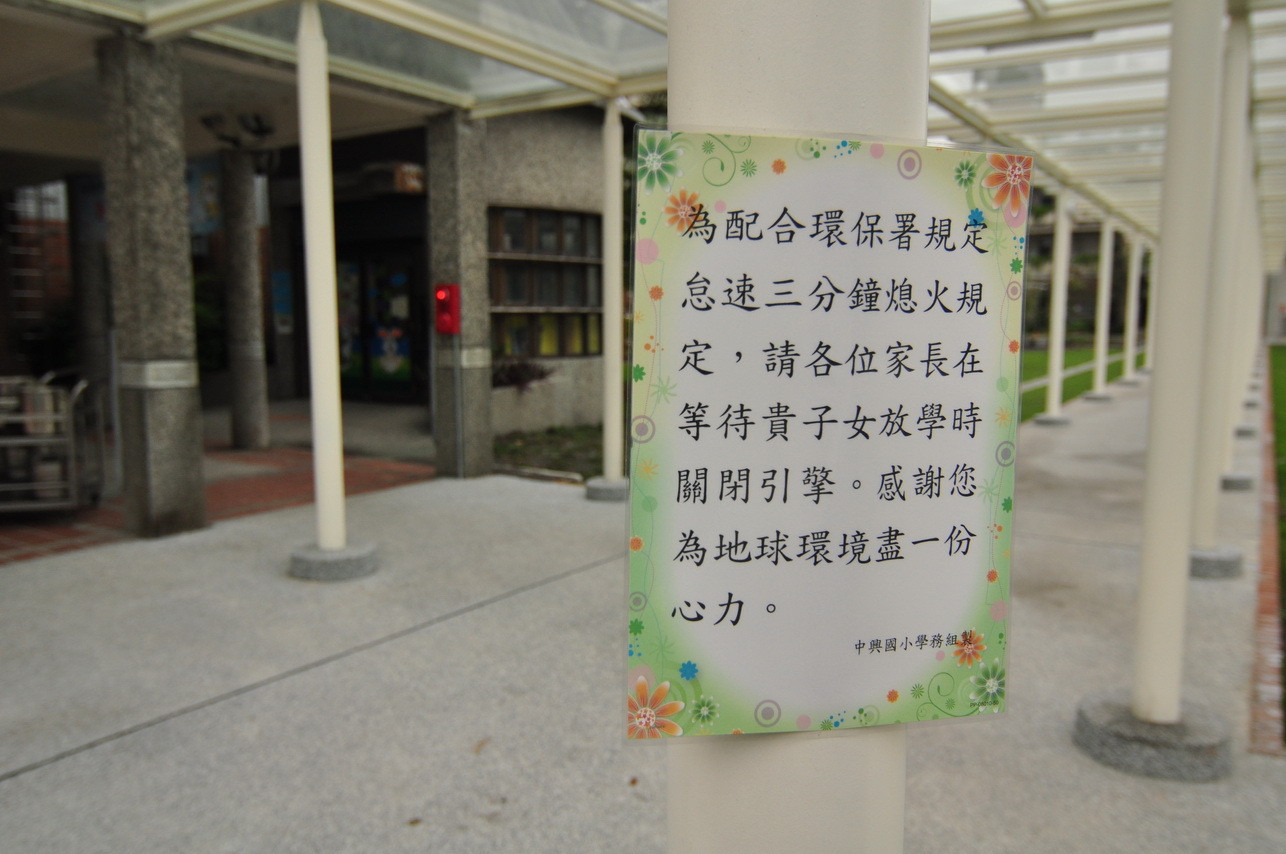 為配合環保署規定
怠速三分鐘熄火規
定，請各位家長在
等待貴子女放學時
關閉引擎。感謝您
為地球環境盡一份
心力。
中興國小學務組製